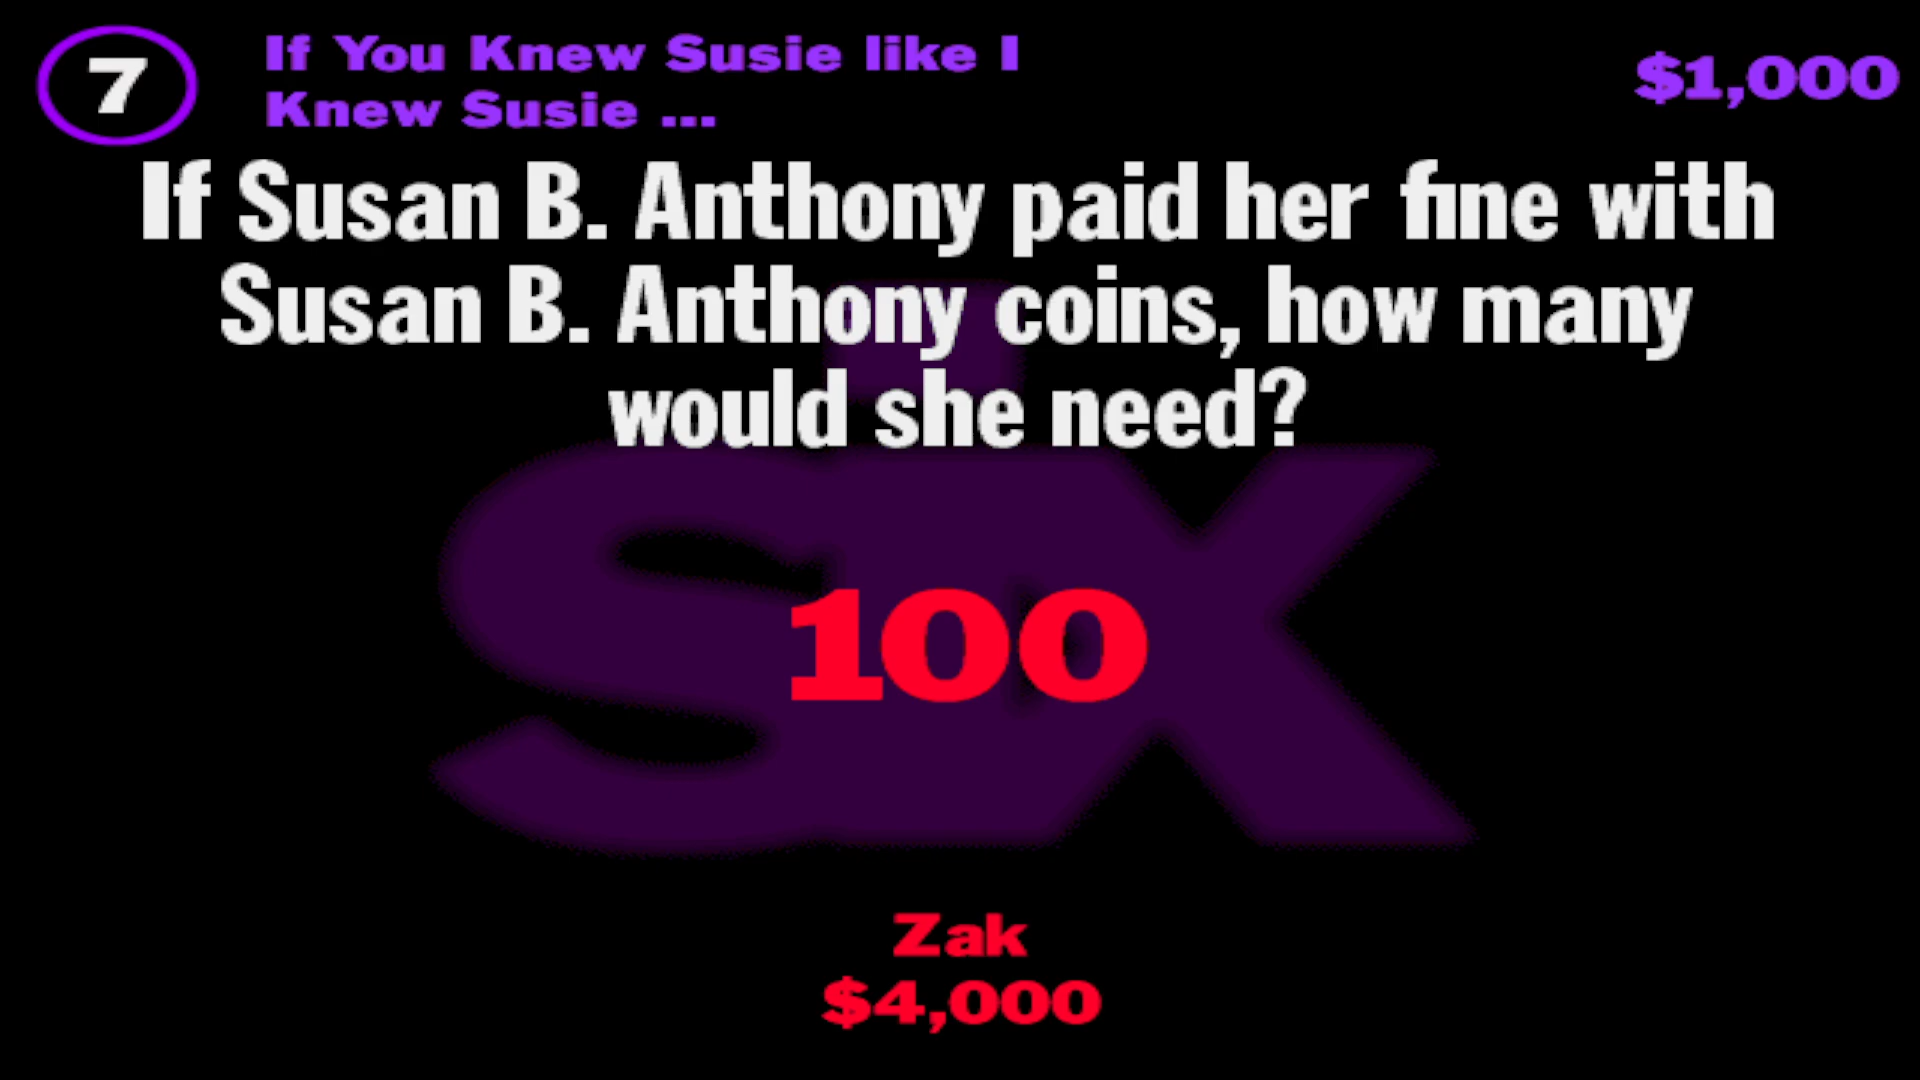 7
If You Knew Susie like I
Knew Susie ...
$1,000
If Susan B. Anthony paid her fine with
Susan B. Anthony coins, how many
would she need?
six
100
Zak
$4,000